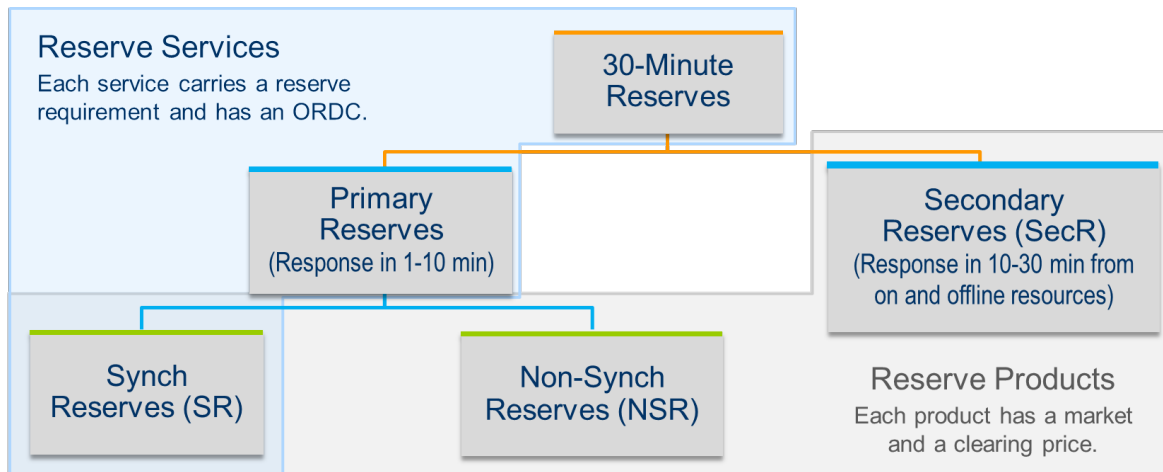 Reserve Services
Each service carries a reserve
requirement and has an ORDC.
30-Minute
Reserves
Primary
Reserves
(Response in 1-10 min)
Secondary
Reserves (SecR)
(Response in 10-30 min from
on and offline resources)
Synch
Reserves (SR)
Non-Synch
Reserves (NSR)
Reserve Products
Each product has a market
and a clearing price.